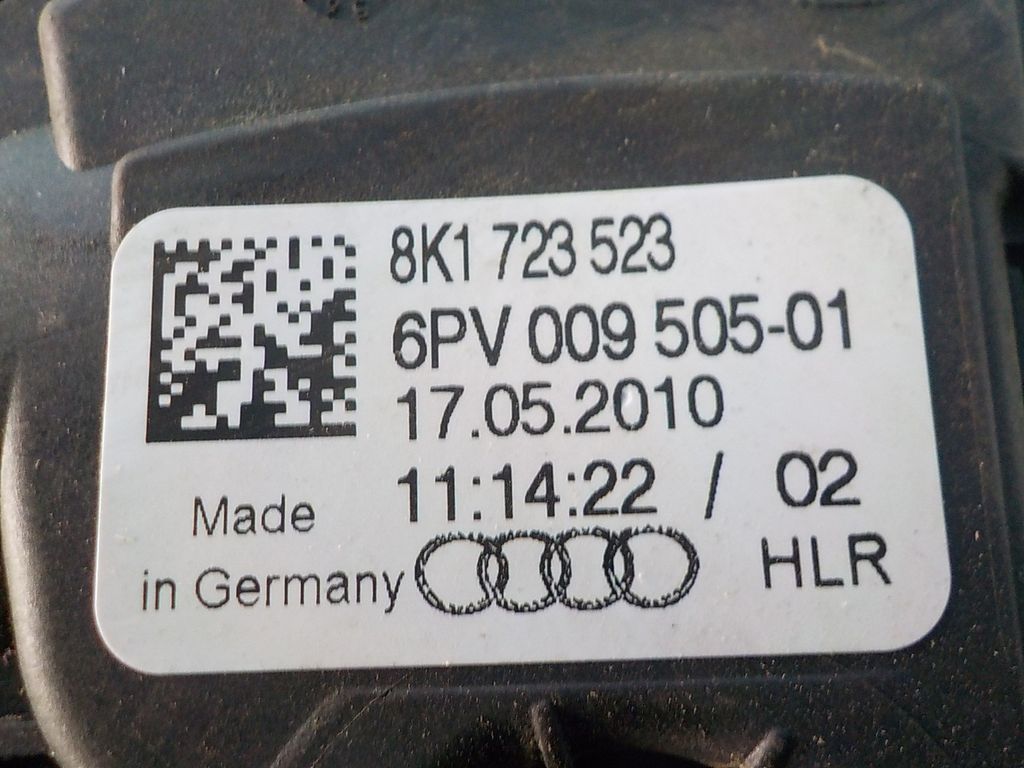 8K1 723 523
6PV 009 505-01
17.05.2010
11:14:22 / 02
Made
in Germany
HLR